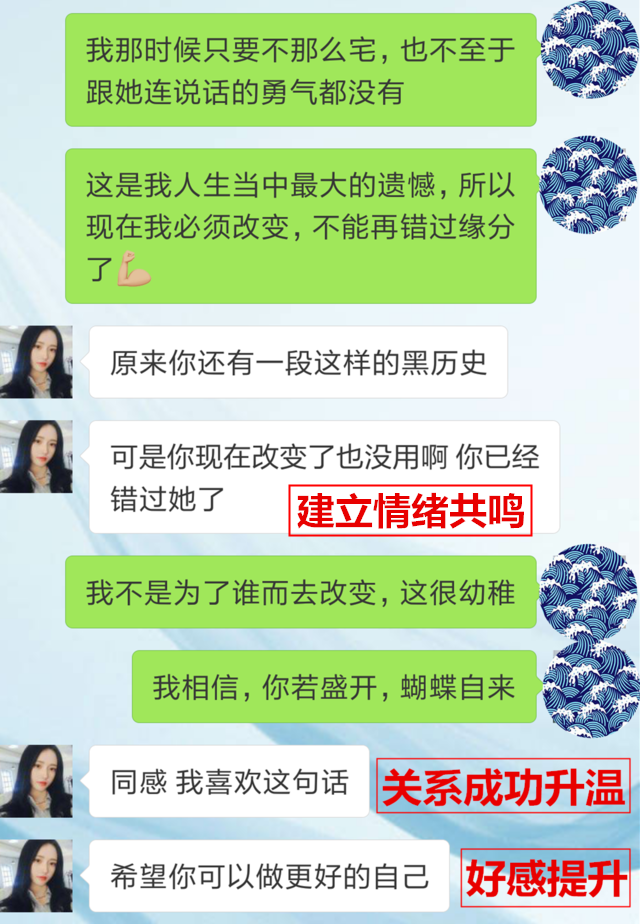 我那时候只要不那么宅，也不至于
跟她连说话的勇气都没有
这是我人生当中最大的遗憾，所以
现在我必须改变，不能再错过缘分
了💪🏼
原来你还有一段这样的黑历史
可是你现在改变了也没用啊 你已经
错过她了
建立情绪共鸣
我不是为了谁而去改变，这很幼稚
我相信，你若盛开，蝴蝶自来
同感 我喜欢这句话
关系成功升温
希望你可以做更好的自己
好感提升